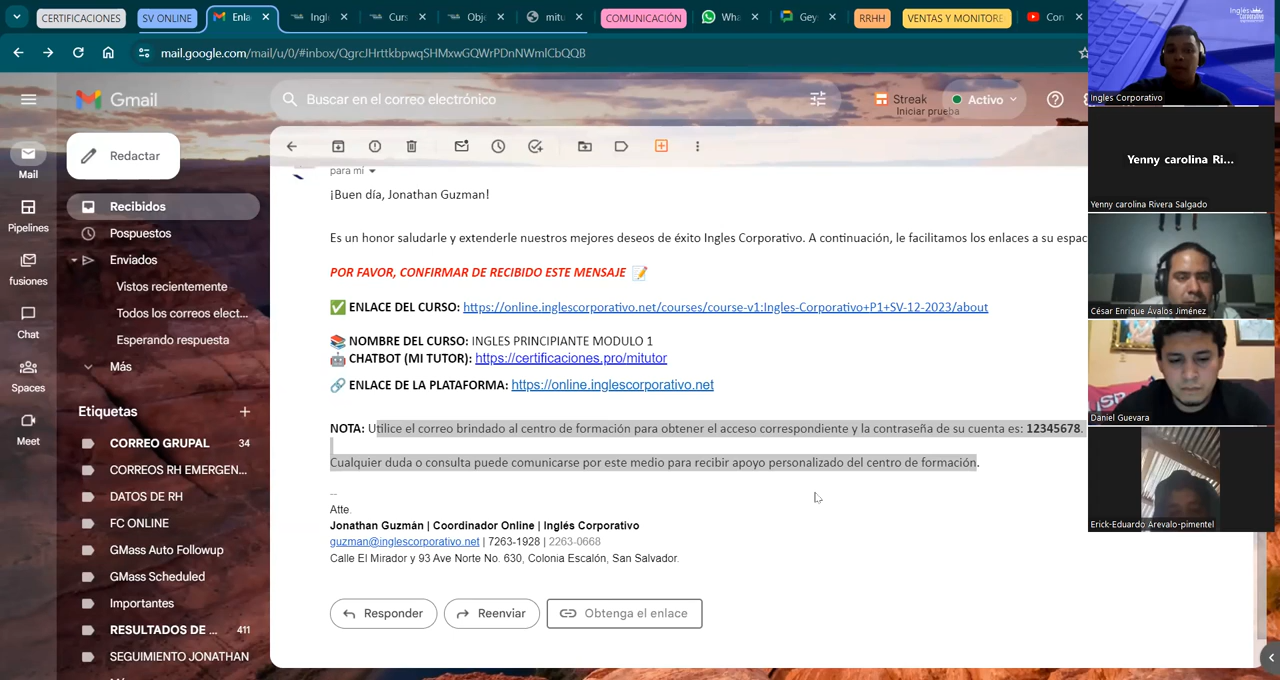 CERTIFICACIONES
SV ONLINE
Enla
Ingl
Curs
Obje
mitu
COMUNICACIÓN
Wha
Gey
RRHH
VENTAS Y MONITORE
Con
mail.google.com/mail/u/0/#inbox/QgrcJHrttkbpwqSHMxwGQWrPDnNWmlCbQQB
Gmail
Buscar en el correo electrónico
Streak
Iniciar prueba
Activo
Redactar
Mail
Pipelines
fusiones
Chat
Spaces
Meet
Recibidos
Pospuestos
Enviados
Vistos recientemente
Todos los correos elect...
Esperando respuesta
Más
Etiquetas
CORREO GRUPAL 34
CORREOS RH EMERGEN...
DATOS DE RH
FC ONLINE
GMass Auto Followup
GMass Scheduled
Importantes
RESULTADOS DE ... 411
SEGUIMIENTO JONATHAN
para mí
¡Buen día, Jonathan Guzman!
Es un honor saludarle y extenderle nuestros mejores deseos de éxito Ingles Corporativo. A continuación, le facilitamos los enlaces a su espac
POR FAVOR, CONFIRMAR DE RECIBIDO ESTE MENSAJE 📝
✅ ENLACE DEL CURSO: https://online.inglescorporativo.net/courses/course-v1:Ingles-Corporativo+P1+SV-12-2023/about
📚 NOMBRE DEL CURSO: INGLES PRINCIPIANTE MODULO 1
🤖 CHATBOT (MI TUTOR): https://certificaciones.pro/mitutor
🔗 ENLACE DE LA PLATAFORMA: https://online.inglescorporativo.net
NOTA: Utilice el correo brindado al centro de formación para obtener el acceso correspondiente y la contraseña de su cuenta es: 12345678.
Cualquier duda o consulta puede comunicarse por este medio para recibir apoyo personalizado del centro de formación.
--
Atte.
Jonathan Guzmán | Coordinador Online | Inglés Corporativo
guzman@inglescorporativo.net | 7263-1928 | 2263-0668
Calle El Mirador y 93 Ave Norte No. 630, Colonia Escalón, San Salvador.
Responder
Reenviar
Obtenga el enlace
Inglés
Corporativo
Ingles Corporativo
Yenny carolina Ri...
Yenny carolina Rivera Salgado
César Enrique Avalos Jiménez
Daniel Guevara
Erick-Eduardo Arevalo-pimentel